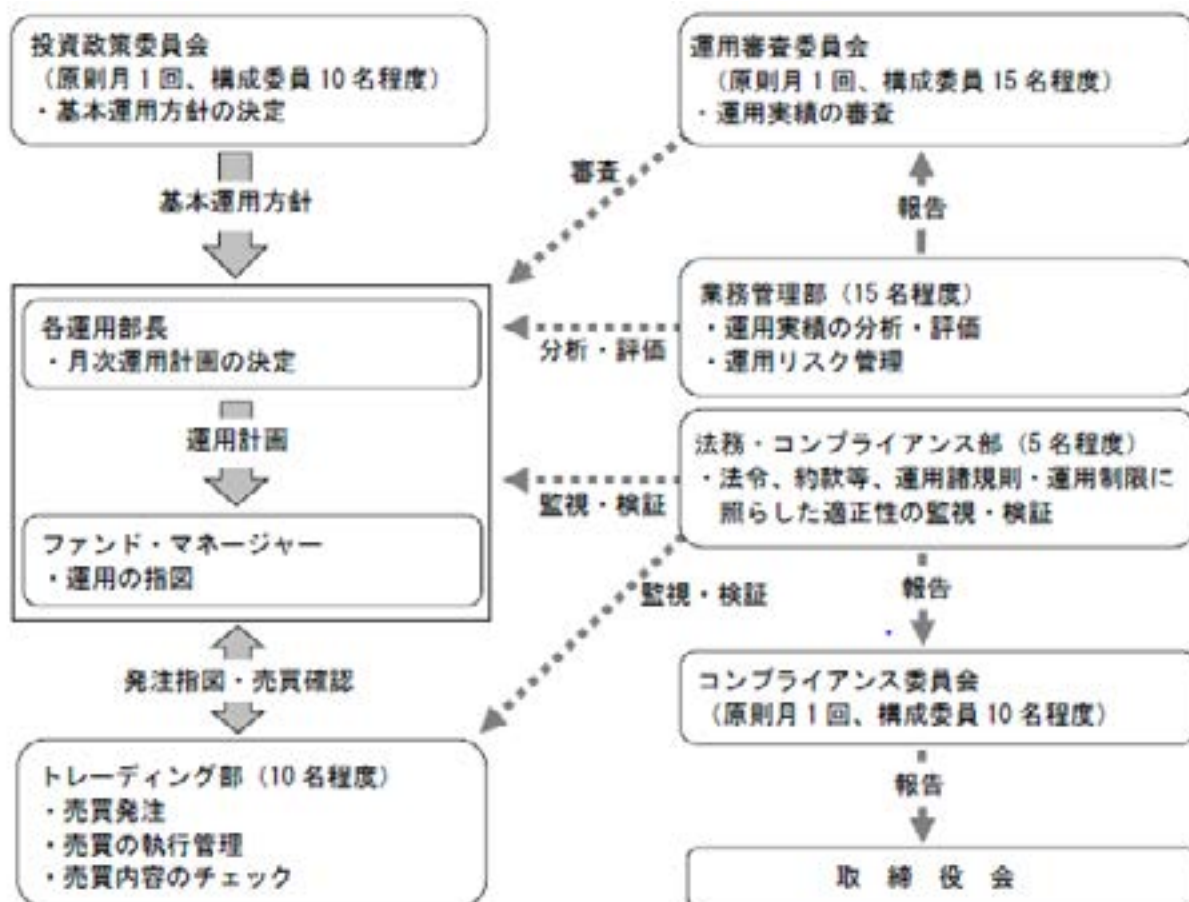 投資政策委員会
（原則月1回、構成委員10名程度）
・基本運用方針の決定
基本運用方針
各運用部長
・月次運用計画の決定
運用計画
ファンド・マネージャー
・運用の指図
発注指図・売買確認
トレーディング部（10名程度）
・売買発注
・売買の執行管理
・売買内容のチェック
運用審査委員会
（原則月1回、構成委員15名程度）
・運用実績の審査
審査
報告
業務管理部（15名程度）
・運用実績の分析・評価
・運用リスク管理
分析・評価
法務・コンプライアンス部（5名程度）
・法令、約款等、運用諸規則・運用制限に
照らした適正性の監視・検証
監視・検証
監視・検証
報告
コンプライアンス委員会
（原則月1回、構成委員10名程度）
報告
取締役会